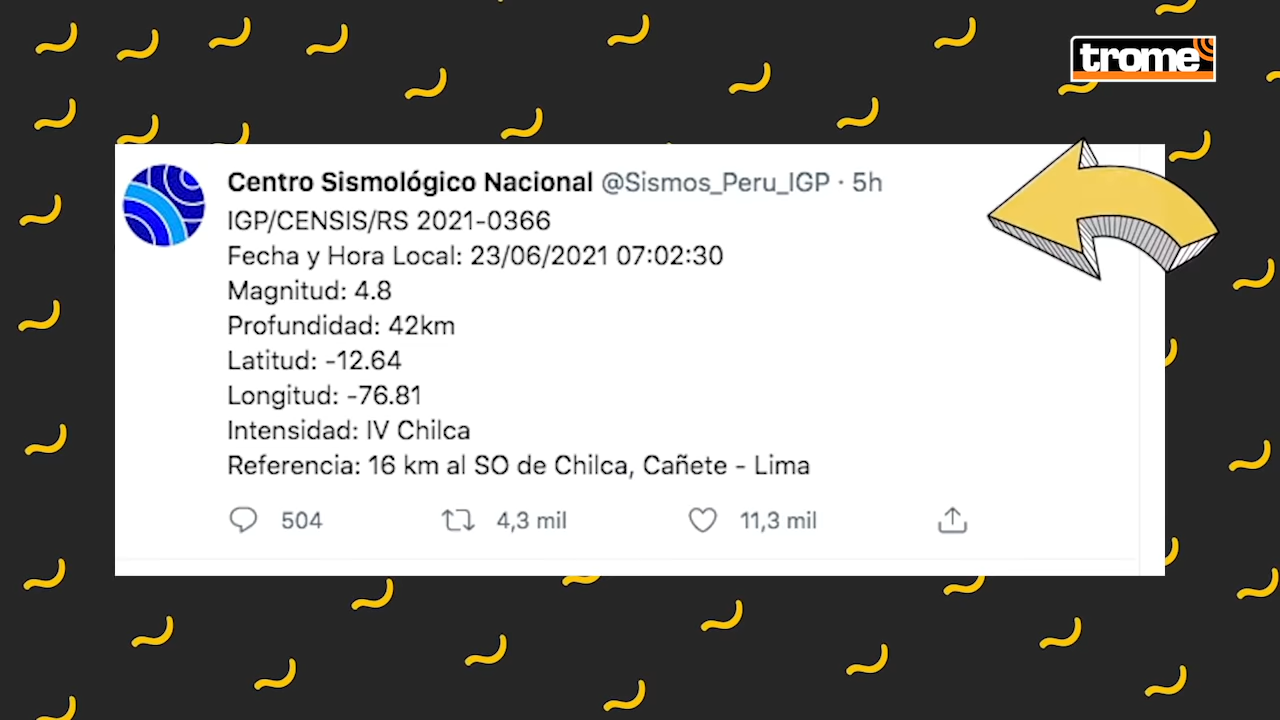 trome
Centro Sismológico Nacional @Sismos_Peru_IGP · 5h
IGP/CENSIS/RS 2021-0366
Fecha y Hora Local: 23/06/2021 07:02:30
Magnitud: 4.8
Profundidad: 42km
Latitud: -12.64
Longitud: -76.81
Intensidad: IV Chilca
Referencia: 16 km al SO de Chilca, Cañete - Lima
504 4,3 mil 11,3 mil